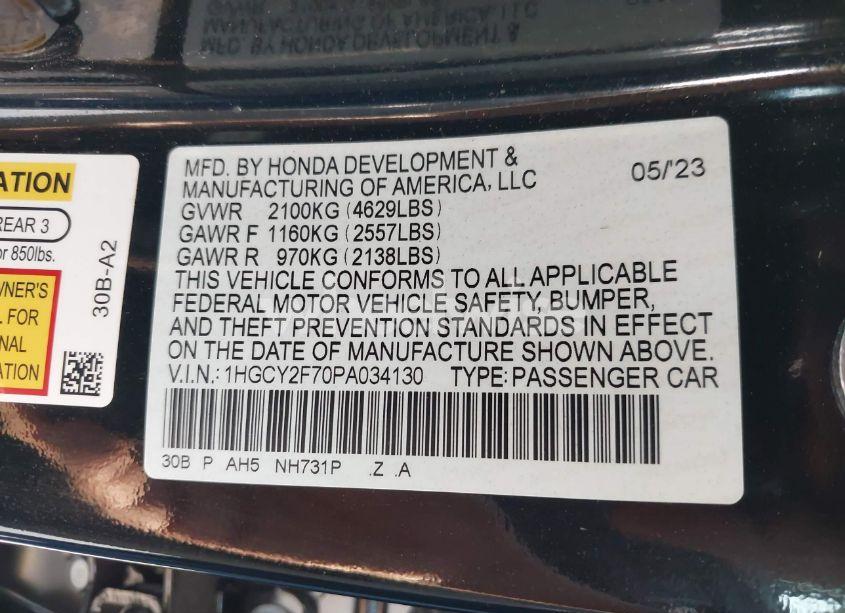 MFD. BY HONDA DEVELOPMENT &
MANUFACTURING OF AMERICA, LLC
05/'23
GVWR 2100KG (4629LBS)
GAWR F 1160KG (2557LBS)
GAWR R 970KG (2138LBS)
THIS VEHICLE CONFORMS TO ALL APPLICABLE
FEDERAL MOTOR VEHICLE SAFETY, BUMPER,
AND THEFT PREVENTION STANDARDS IN EFFECT
ON THE DATE OF MANUFACTURE SHOWN ABOVE.
V.I.N.: 1HGCY2F70PA034130 TYPE: PASSENGER CAR
30B P AH5 NH731P .Z .A
ATION
REAR 3
or 850lbs.
WNER'S
L FOR
NAL
ATION
30B-A2